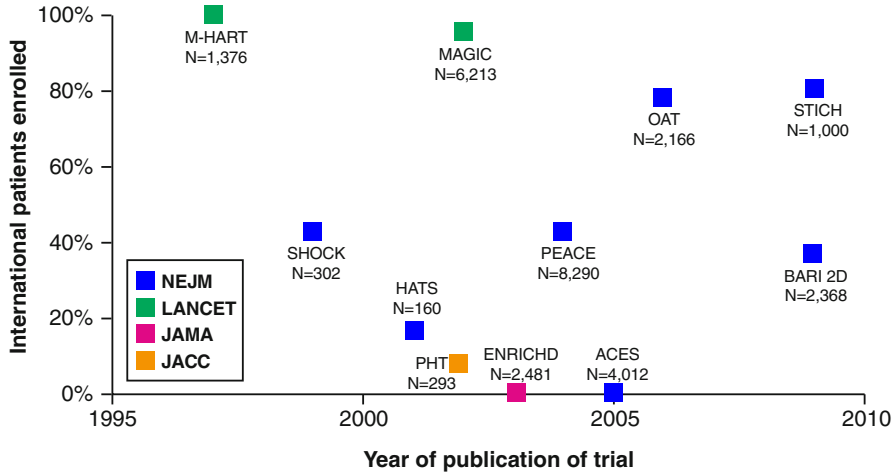 International patients enrolled
100%
80%
60%
40%
20%
0%
M-HART
N=1,376
MAGIC
N=6,213
OAT
N=2,166
STICH
N=1,000
SHOCK
N=302
PEACE
N=8,290
BARI 2D
N=2,368
HATS
N=160
PHT
N=293
ENRICHD
N=2,481
ACES
N=4,012
NEJM
LANCET
JAMA
JACC
1995
2000
2005
2010
Year of publication of trial